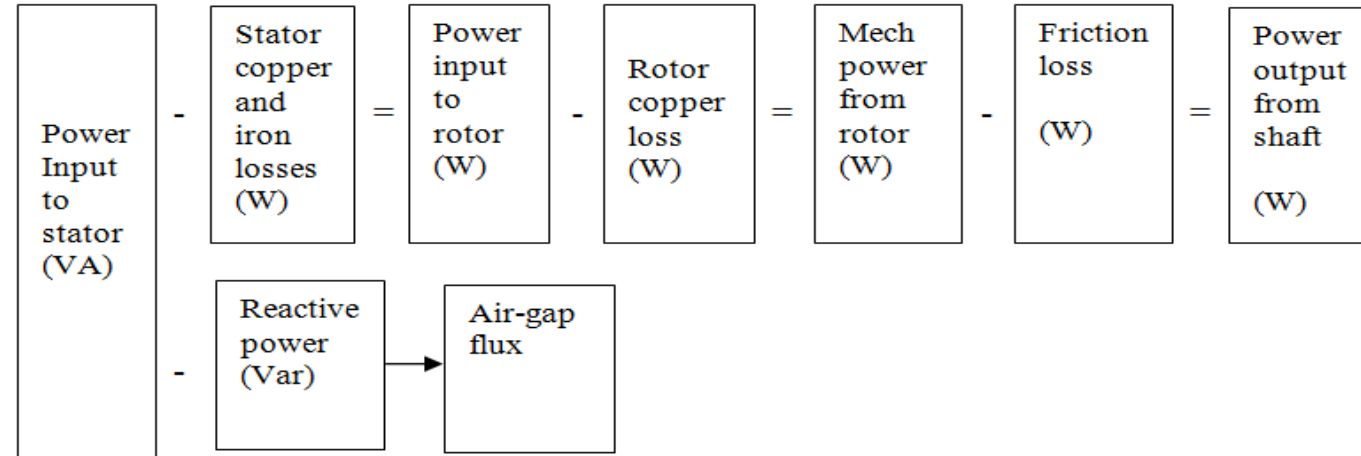 Power
Input
to
stator
(VA)
-
Stator
copper
and
iron
losses
(W)
=
Power
input
to
rotor
(W)
-
Rotor
copper
loss
(W)
=
Mech
power
from
rotor
(W)
-
Friction
loss
(W)
=
Power
output
from
shaft
(W)
-
Reactive
power
(Var)
Air-gap
flux